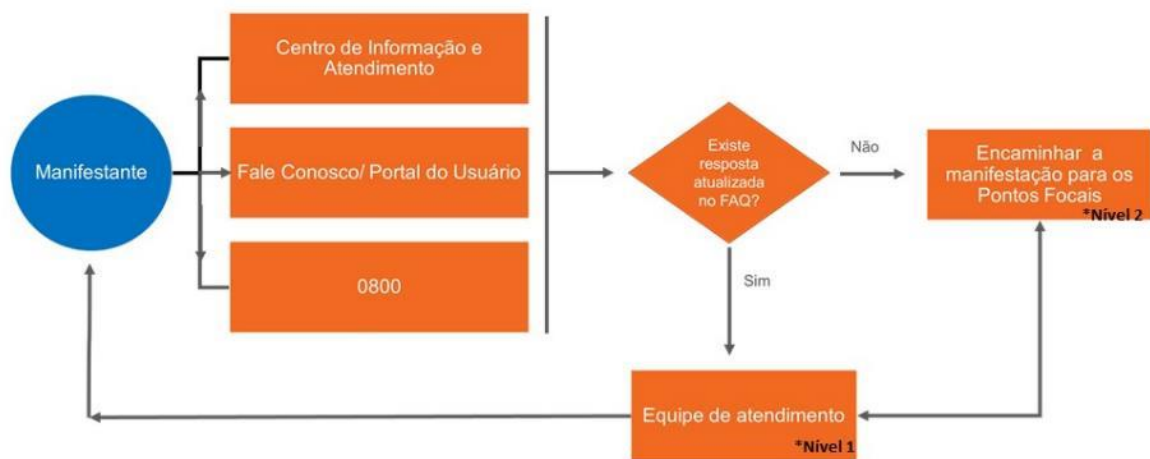 Centro de Informação e
Atendimento
Manifestante
Fale Conosco/ Portal do Usuário
0800
Existe
resposta
atualizada
no FAQ?
Não
Encaminhar a
manifestação para os
Pontos Focais
*Nível 2
Sim
Equipe de atendimento
*Nível 1